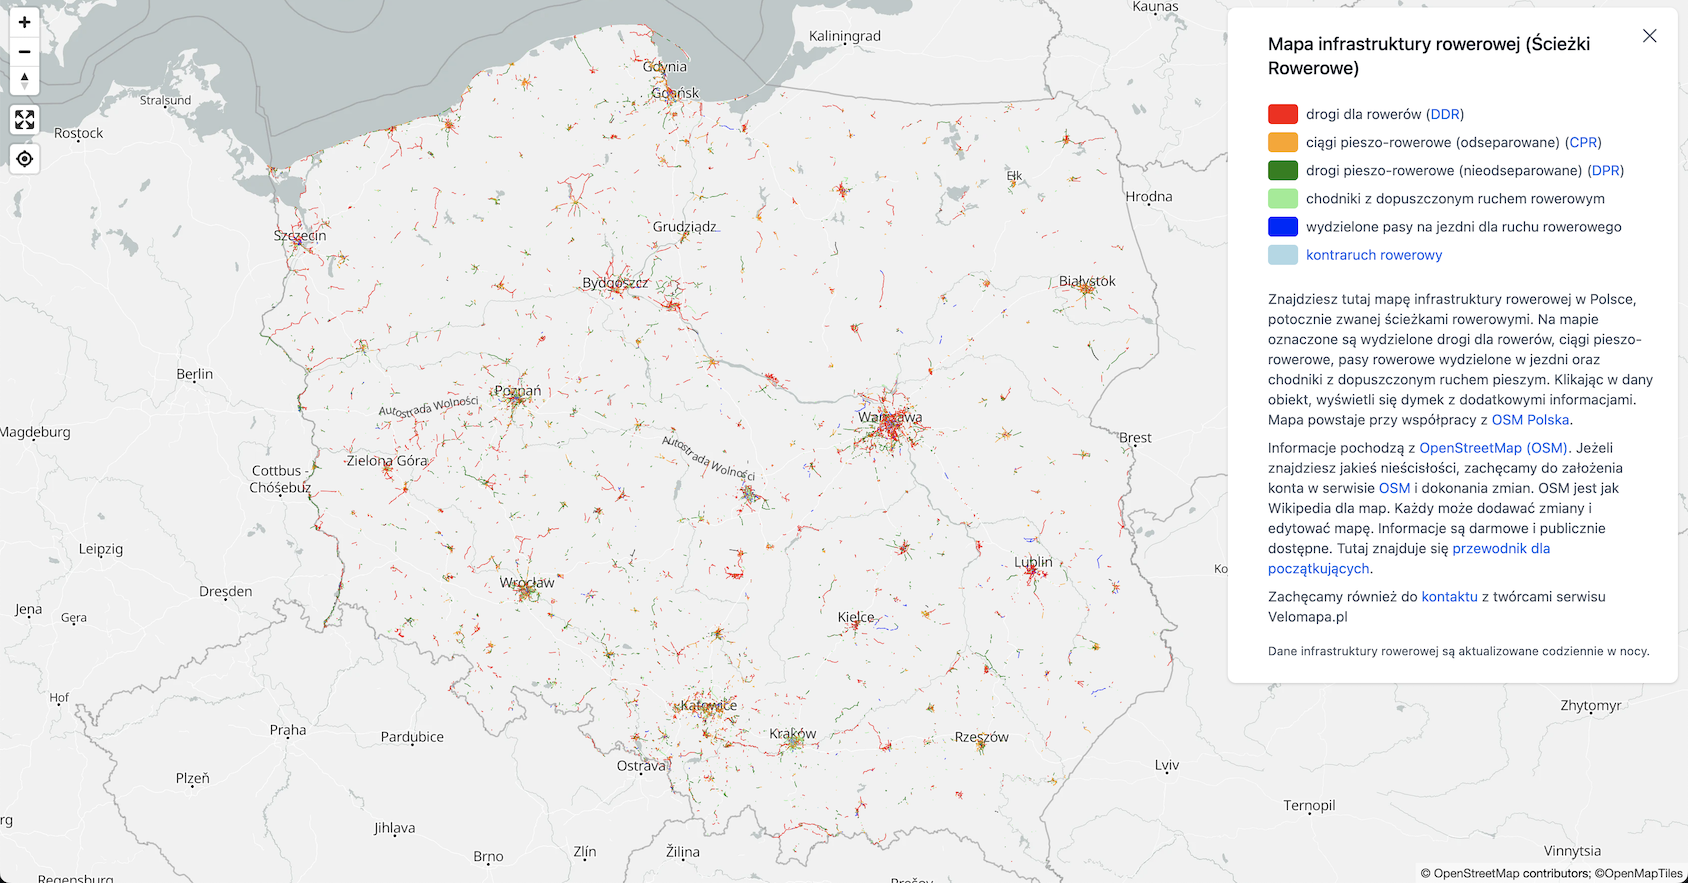 Mapa infrastruktury rowerowej (Ścieżki
Rowerowe)
drogi dla rowerów (DDR)
ciągi pieszo-rowerowe (odseparowane) (CPR)
drogi pieszo-rowerowe (nieodseparowane) (DPR)
chodniki z dopuszczonym ruchem rowerowym
wydzielone pasy na jezdni dla ruchu rowerowego
kontraruch rowerowy
Znajdziesz tutaj mapę infrastruktury rowerowej w Polsce,
potocznie zwanej ścieżkami rowerowymi. Na mapie
oznaczone są wydzielone drogi dla rowerów, ciągi pieszo-
rowerowe, pasy rowerowe wydzielone w jezdni oraz
chodniki z dopuszczonym ruchem pieszym. Klikając w dany
obiekt, wyświetli się dymek z dodatkowymi informacjami.
Mapa powstaje przy współpracy z OSM Polska.
Informacje pochodzą z OpenStreetMap (OSM). Jeżeli
znajdziesz jakieś nieścisłości, zachęcamy do założenia
konta w serwisie OSM i dokonania zmian. OSM jest jak
Wikipedia dla map. Każdy może dodawać zmiany i
edytować mapę. Informacje są darmowe i publicznie
dostępne. Tutaj znajduje się przewodnik dla
początkujących.
Zachęcamy również do kontaktu z twórcami serwisu
Velomapa.pl
Dane infrastruktury rowerowej są aktualizowane codziennie w nocy.
Kaunas
Kaliningrad
Gdynia
Gdańsk
Stralsund
Rostock
Ełk
Hrodna
Grudziądz
Szczecin
Bydgoszcz
Białystok
Berlin
Poznań
Autostrada Wolności
Warszawa
Magdeburg
Brest
Autostrada Wolności
Zielona Góra
Cottbus -
Chóśebuz
Leipzig
Lublin
Ko
Wrocław
Dresden
Jena
Gera
Kielce
Hof
Katowice
Zhytomyr
Praha
Pardubice
Kraków
Rzeszów
Ostrava
Lviv
Plzeň
Ternopil
rg
Jihlava
Brno
Zlín
Žilina
Vinnytsia
Regensburg
Prešov
© OpenStreetMap contributors; ©OpenMapTiles